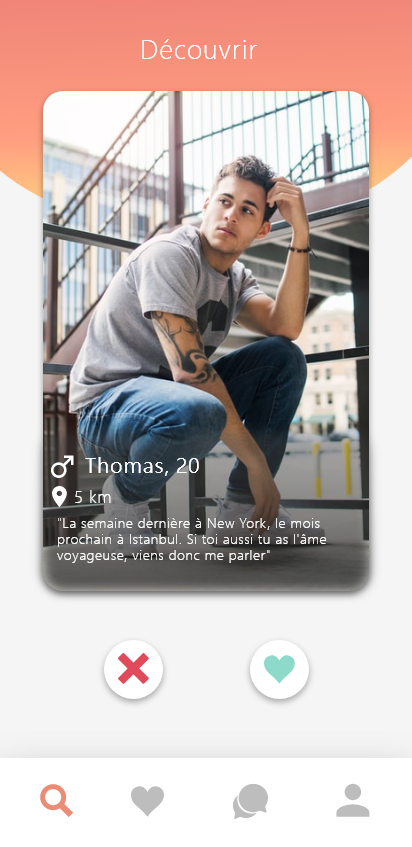 Découvrir
Thomas, 20
5 km
"La semaine dernière à New York, le mois
prochain à Istanbul. Si toi aussi tu as l'âme
voyageuse, viens donc me parler"